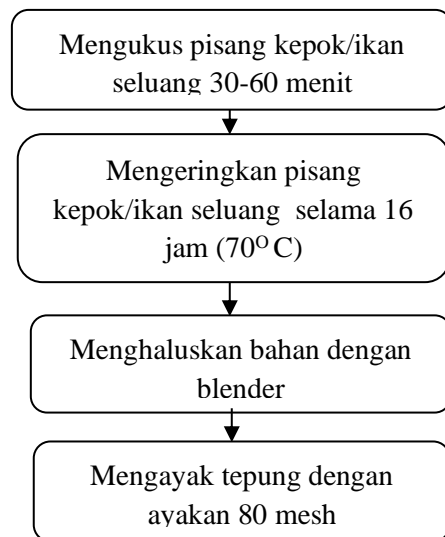 Mengukus pisang kepok/ikan
seluang 30-60 menit
Mengeringkan pisang
kepok/ikan seluang selama 16
jam (70ᴼ C)
Menghaluskan bahan dengan
blender
Mengayak tepung dengan
ayakan 80 mesh